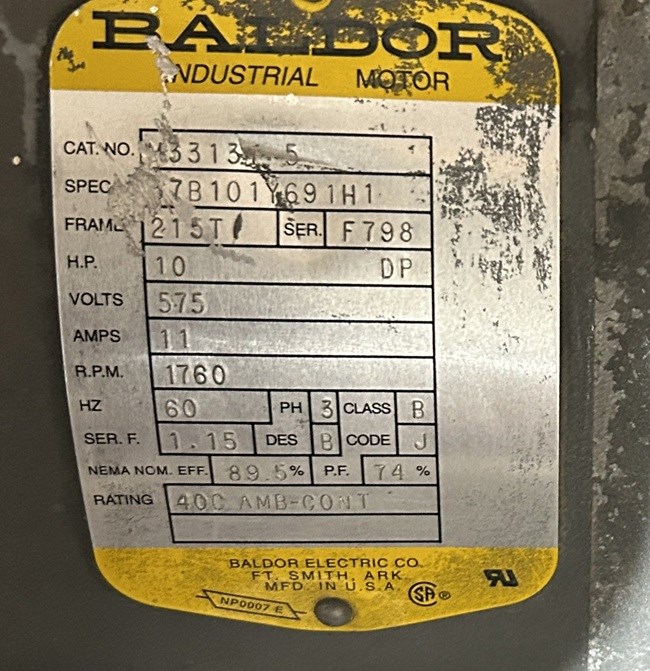 BALDOR
INDUSTRIAL MOTOR
CAT. NO. 5
SPEC
FRAME 215T SER. F798
H.P. 10 DP
VOLTS 575
AMPS 11
R.P.M. 1760
HZ 60 PH 3 CLASS B
SER. F. 1.15 DES B CODE J
NEMA NOM. EFF. 89.5% P.F. 74 %
RATING 40C AMB-CONT
BALDOR ELECTRIC CO.
FT. SMITH, ARK.
MFD. IN U.S.A.
NP0007 E